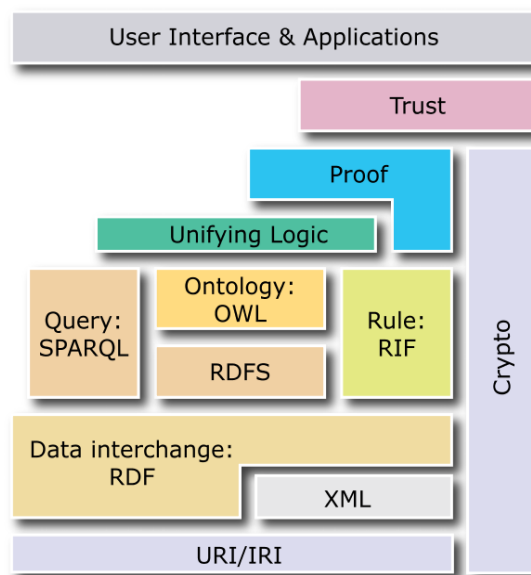 User Interface & Applications
Trust
Proof
Unifying Logic
Query:
SPARQL
Ontology:
OWL
RDFS
Rule:
RIF
Crypto
Data interchange:
RDF
XML
URI/IRI